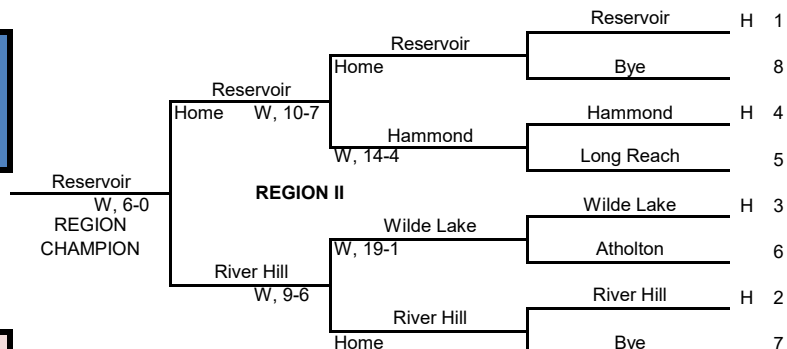 Reservoir H 1
Reservoir
Home Bye 8
Reservoir
Home W, 10-7 Hammond H 4
Hammond
W, 14-4 Long Reach 5
Reservoir
W, 6-0 REGION II
REGION
CHAMPION
Wilde Lake H 3
Wilde Lake
W, 19-1 Atholton 6
River Hill
W, 9-6 River Hill H 2
River Hill
Home Bye 7